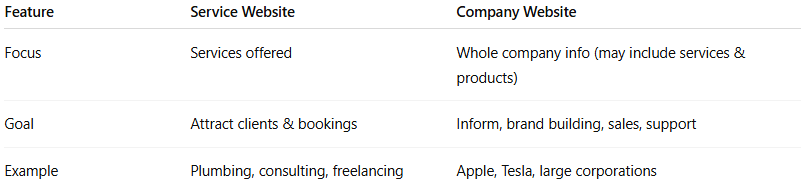 Feature Service Website Company Website
Focus Services offered Whole company info (may include services &
products)
Goal Attract clients & bookings Inform, brand building, sales, support
Example Plumbing, consulting, freelancing Apple, Tesla, large corporations